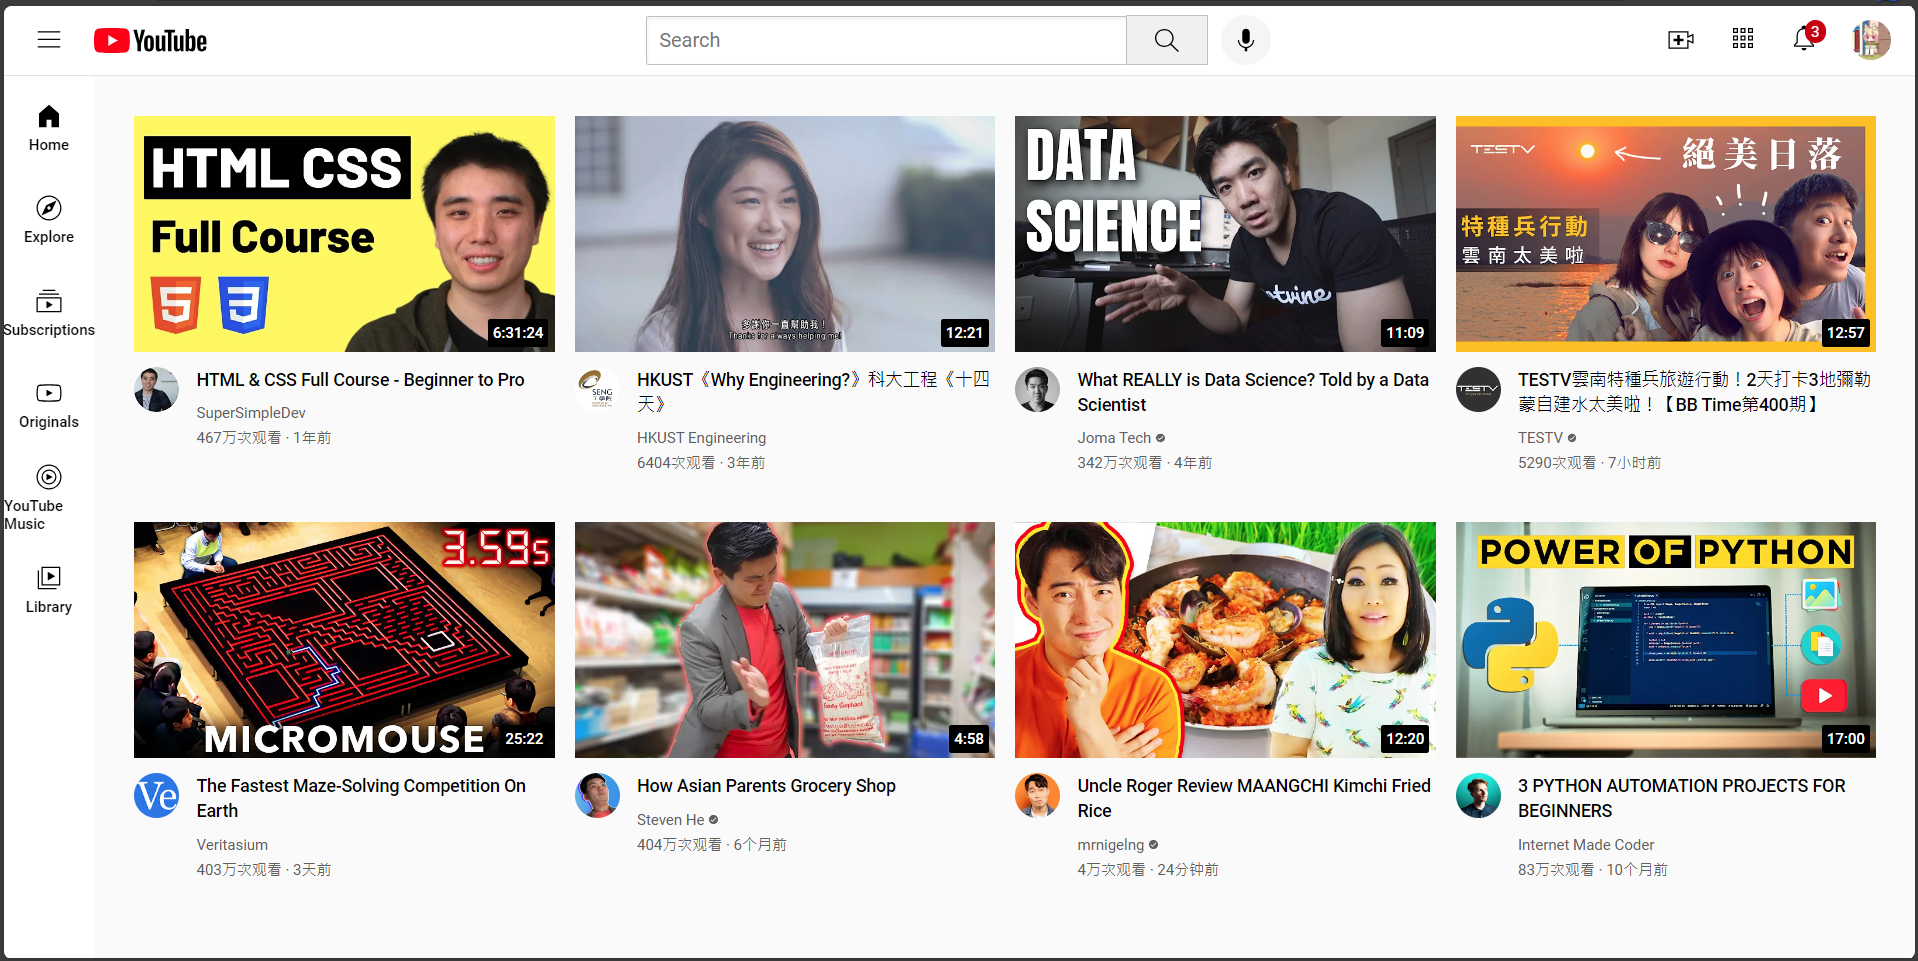 YouTube
Search
3
Home
Explore
Subscriptions
Originals
YouTube
Music
Library
HTML CSS
Full Course
5
3
6:31:24
HTML & CSS Full Course - Beginner to Pro
SuperSimpleDev
467万次观看 · 1年前
多謝你一直幫助我！
Thanks for always helping me!
12:21
SENG
工學院
HKUST《Why Engineering?》科大工程《十四
天》
HKUST Engineering
6404次观看 · 3年前
DATA
SCIENCE
11:09
What REALLY is Data Science? Told by a Data
Scientist
Joma Tech
342万次观看 · 4年前
TESTV
絕美日落
特種兵行動
雲南太美啦
12:57
TESTV
TESTV雲南特種兵旅遊行動！2天打卡3地彌勒
蒙自建水太美啦！【BB Time第400期】
TESTV
5290次观看 · 7小时前
3.59s
MICROMOUSE
25:22
Ve
The Fastest Maze-Solving Competition On
Earth
Veritasium
403万次观看 · 3天前
Family Elephant
4:58
How Asian Parents Grocery Shop
Steven He
404万次观看 · 6个月前
12:20
Uncle Roger Review MAANGCHI Kimchi Fried
Rice
mrnigelng
4万次观看 · 24分钟前
POWER OF PYTHON
17:00
3 PYTHON AUTOMATION PROJECTS FOR
BEGINNERS
Internet Made Coder
83万次观看 · 10个月前